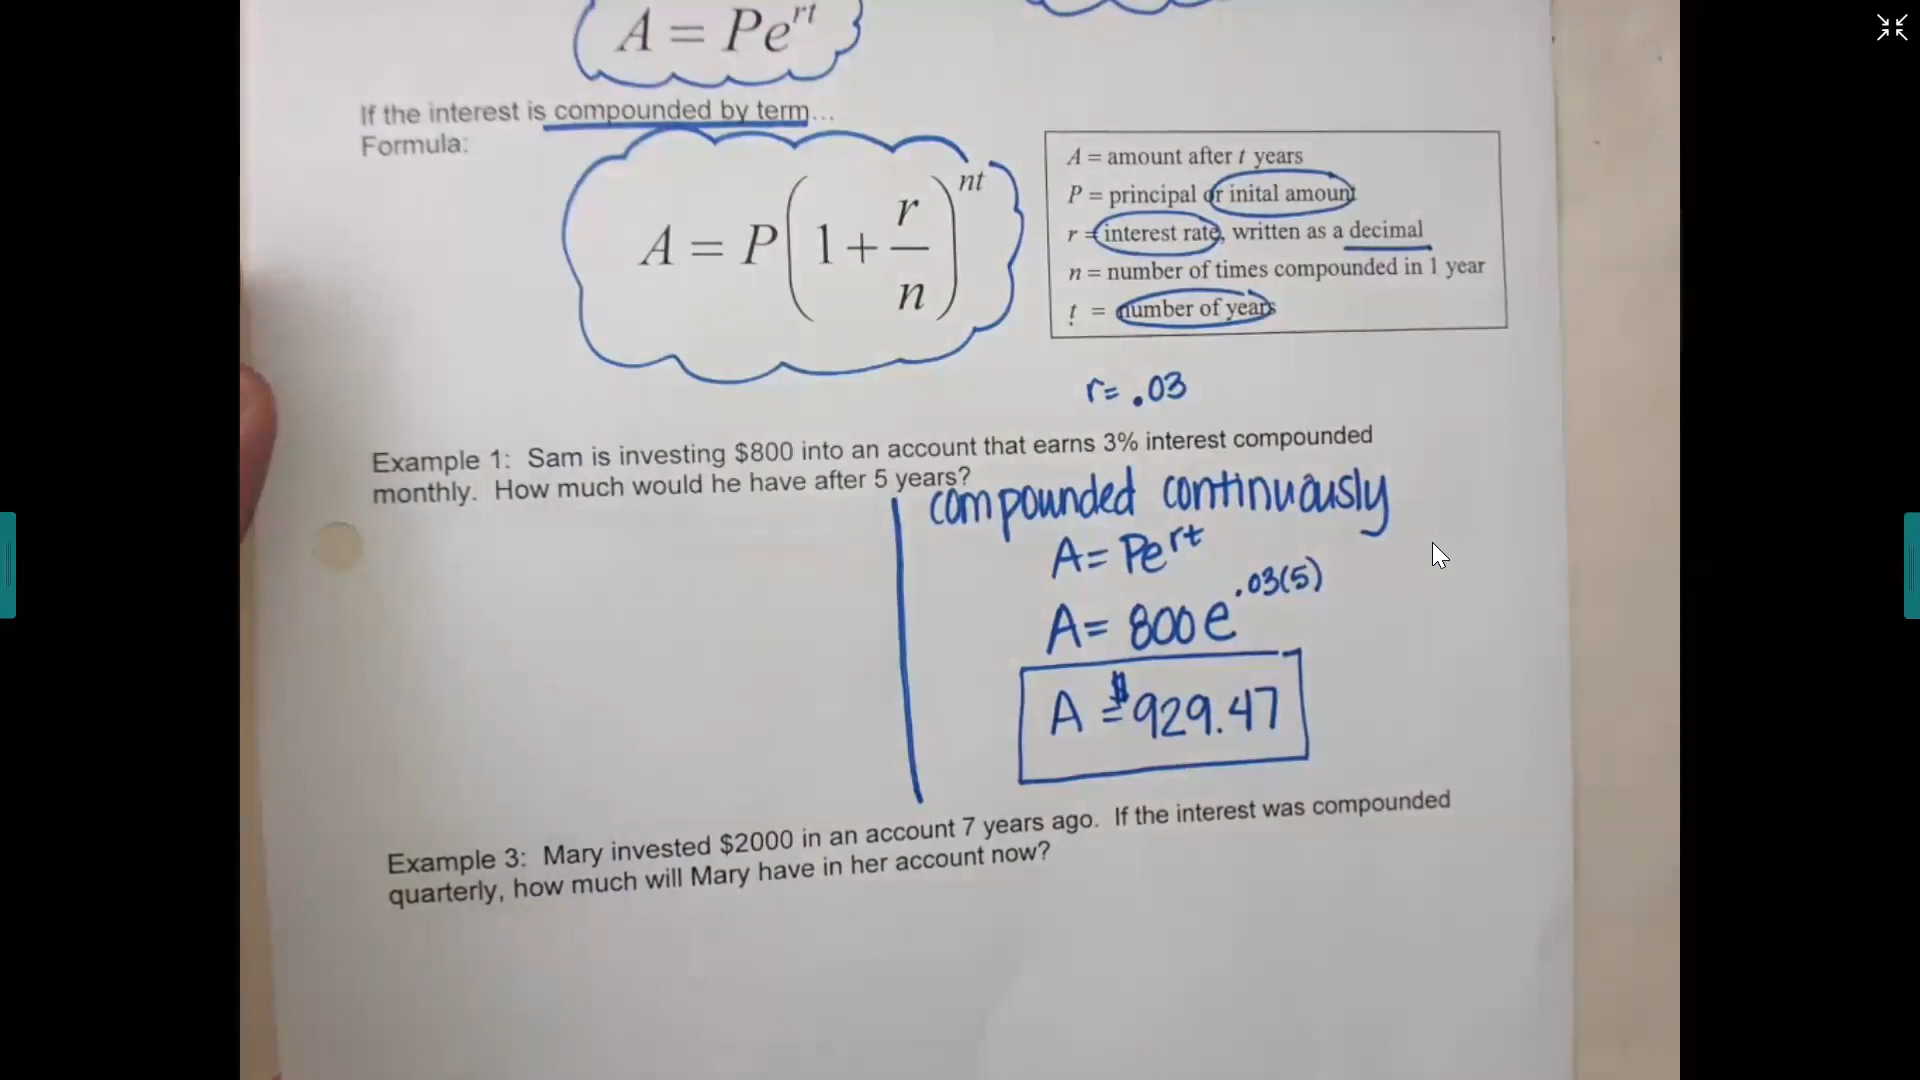 A = Pe^rt
If the interest is compounded by term...
Formula:
A = P(1 + r/n)^nt
A = amount after t years
P = principal or inital amount
r = interest rate, written as a decimal
n = number of times compounded in 1 year
t = number of years
r = .03
Example 1: Sam is investing $800 into an account that earns 3% interest compounded
monthly. How much would he have after 5 years?
compounded continuously
A = Pe^rt
A = 800e^.03(5)
A = $929.47
Example 3: Mary invested $2000 in an account 7 years ago. If the interest was compounded
quarterly, how much will Mary have in her account now?